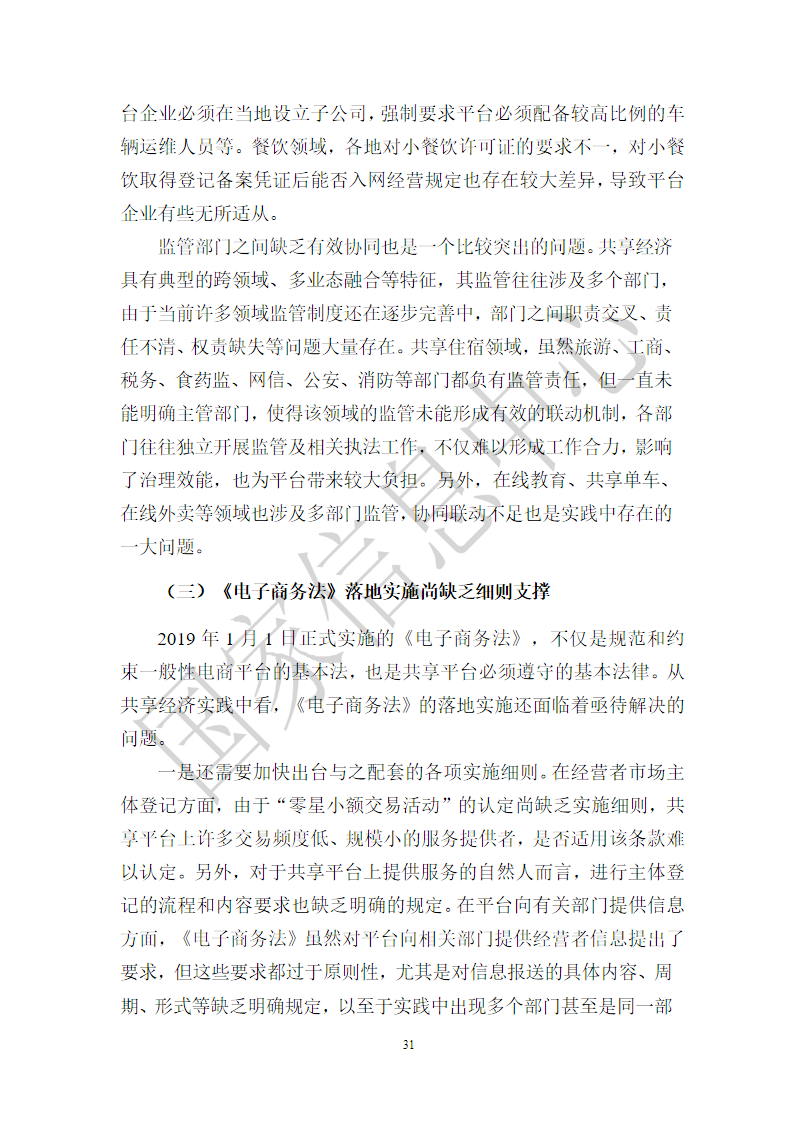 台企业必须在当地设立子公司，强制要求平台必须配备较高比例的车
辆运维人员等。餐饮领域，各地对小餐饮许可证的要求不一，对小餐
饮取得登记备案凭证后能否入网经营规定也存在较大差异，导致平台
企业有些无所适从。
监管部门之间缺乏有效协同也是一个比较突出的问题。共享经济
具有典型的跨领域、多业态融合等特征，其监管往往涉及多个部门，
由于当前许多领域监管制度还在逐步完善中，部门之间职责交叉、责
任不清、权责缺失等问题大量存在。共享住宿领域，虽然旅游、工商、
税务、食药监、网信、公安、消防等部门都负有监管责任，但一直未
能明确主管部门，使得该领域的监管未能形成有效的联动机制，各部
门往往独立开展监管及相关执法工作，不仅难以形成工作合力，影响
了治理效能，也为平台带来较大负担。另外，在线教育、共享单车、
在线外卖等领域也涉及多部门监管，协同联动不足也是实践中存在的
一大问题。
（三）《电子商务法》落地实施尚缺乏细则支撑
2019 年 1 月 1 日正式实施的《电子商务法》，不仅是规范和约
束一般性电商平台的基本法，也是共享平台必须遵守的基本法律。从
共享经济实践中看，《电子商务法》的落地实施还面临着亟待解决的
问题。
一是还需要加快出台与之配套的各项实施细则。在经营者市场主
体登记方面，由于“零星小额交易活动”的认定尚缺乏实施细则，共
享平台上许多交易频度低、规模小的服务提供者，是否适用该条款难
以认定。另外，对于共享平台上提供服务的自然人而言，进行主体登
记的流程和内容要求也缺乏明确的规定。在平台向有关部门提供信息
方面，《电子商务法》虽然对平台向相关部门提供经营者信息提出了
要求，但这些要求都过于原则性，尤其是对信息报送的具体内容、周
期、形式等缺乏明确规定，以至于实践中出现多个部门甚至是同一部
31
国家信息中心